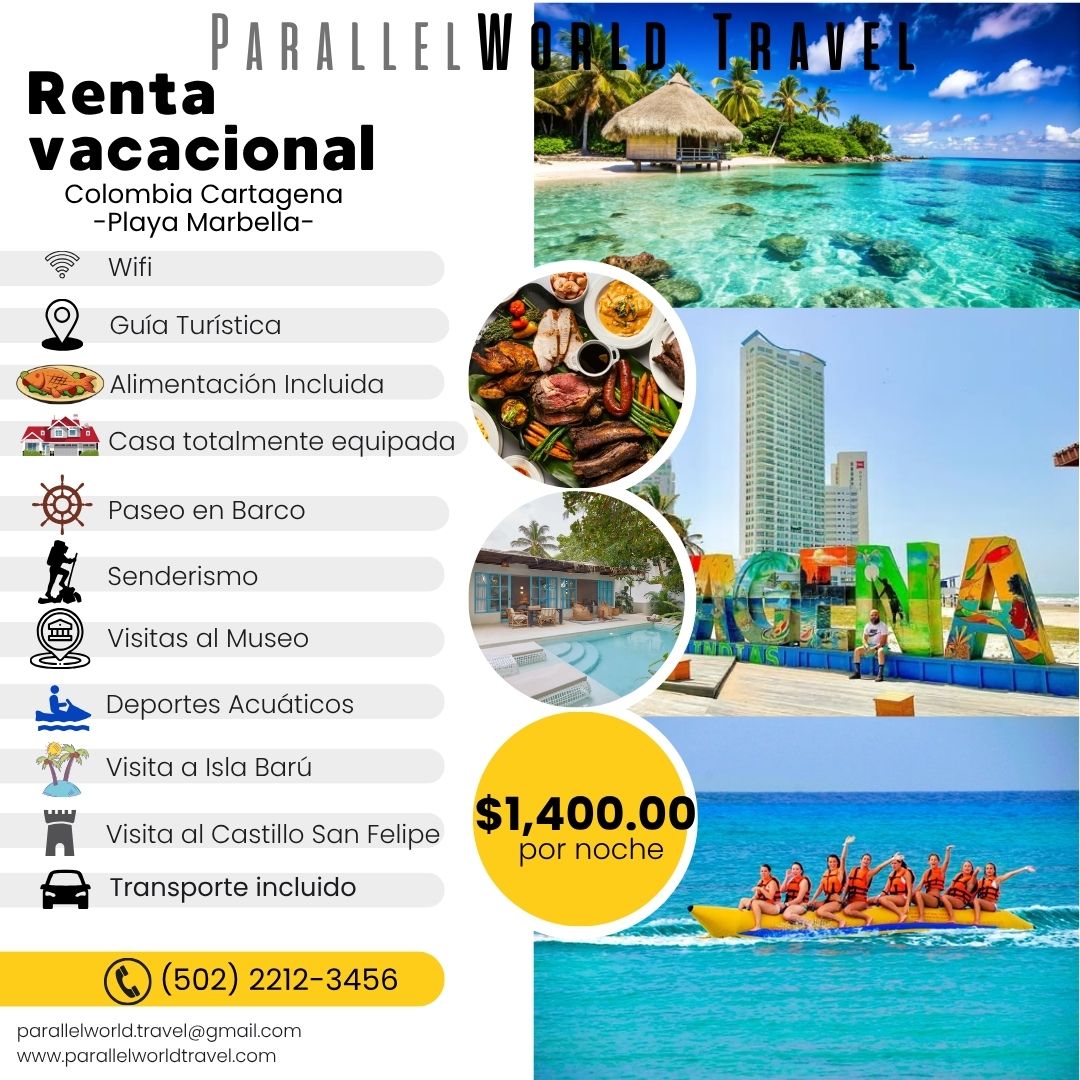 PARALLELWORLD TRAVEL
Renta
vacacional
Colombia Cartagena
-Playa Marbella-
Wifi
Guía Turística
Alimentación Incluida
Casa totalmente equipada
Paseo en Barco
Senderismo
Visitas al Museo
Deportes Acuáticos
Visita a Isla Barú
Visita al Castillo San Felipe
Transporte incluido
AGENA
INDIAS
$1,400.00
por noche
(502) 2212-3456
parallelworld.travel@gmail.com
www.parallelworldtravel.com